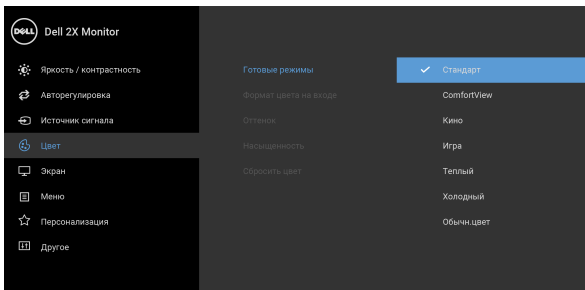 DELL Dell 2X Monitor
Яркость / контрастность
Авторегулировка
Источник сигнала
Цвет
Экран
Меню
Персонализация
Другое
Готовые режимы
Формат цвета на входе
Оттенок
Насыщенность
Сбросить цвет
Стандарт
ComfortView
Кино
Игра
Теплый
Холодный
Обычн.цвет